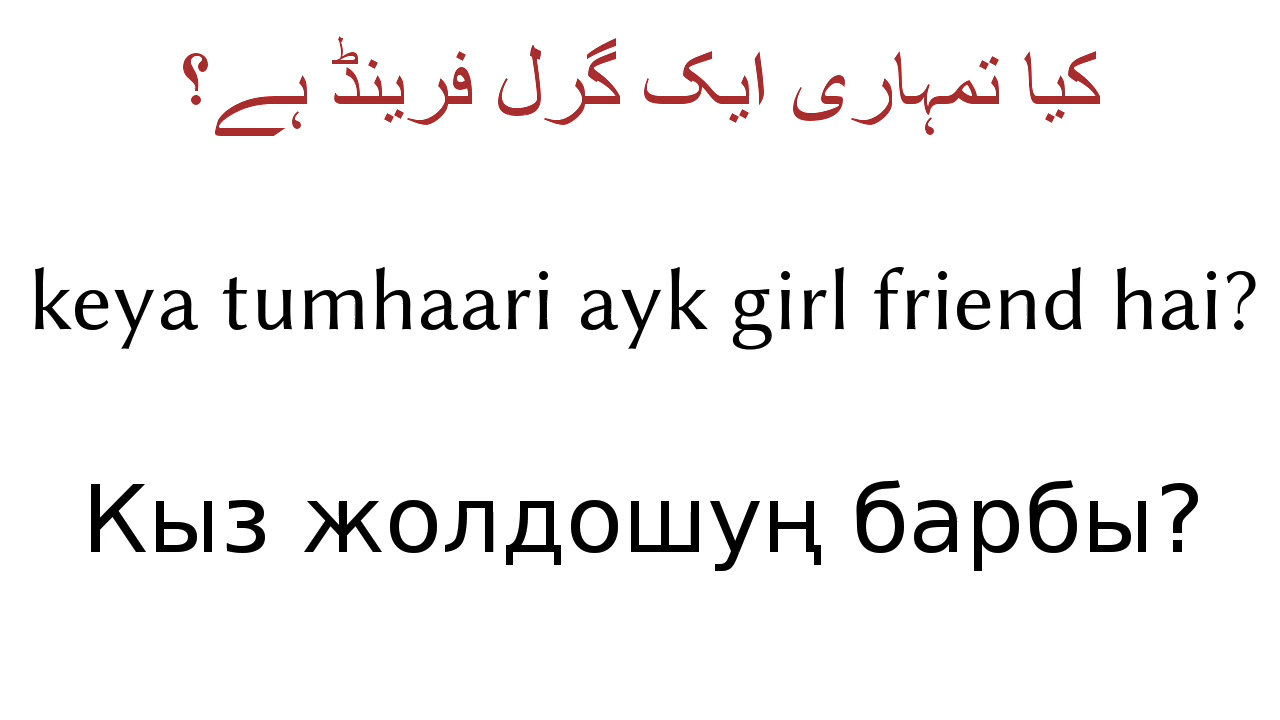 کیا تمہاری ایک گرل فرینڈ ہے؟
keya tumhaari ayk girl friend hai?
Кыз жолдошуң барбы?